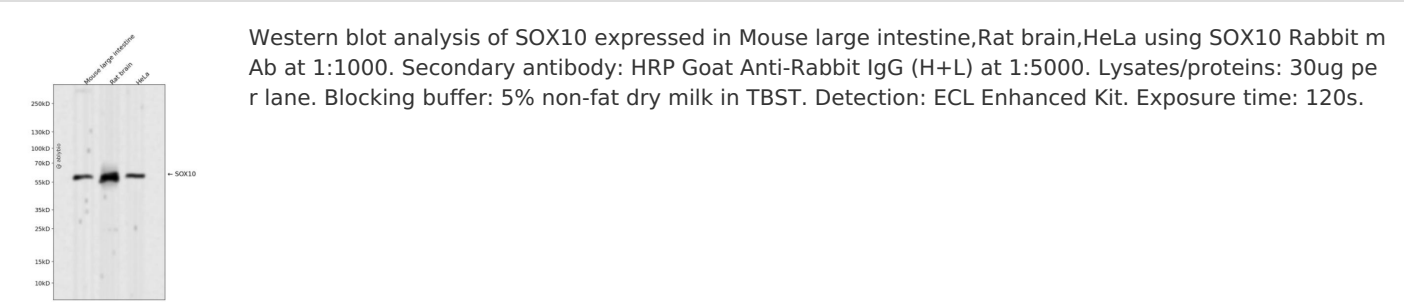 Western blot analysis of SOX10 expressed in Mouse large intestine,Rat brain,HeLa using SOX10 Rabbit m
Ab at 1:1000. Secondary antibody: HRP Goat Anti-Rabbit IgG (H+L) at 1:5000. Lysates/proteins: 30ug pe
r lane. Blocking buffer: 5% non-fat dry milk in TBST. Detection: ECL Enhanced Kit. Exposure time: 120s.
Mouse large intestine
Rat brain
HeLa
250kD
130kD
100kD
70kD
55kD
35kD
25kD
15kD
10kD
@ ablybio
← SOX10